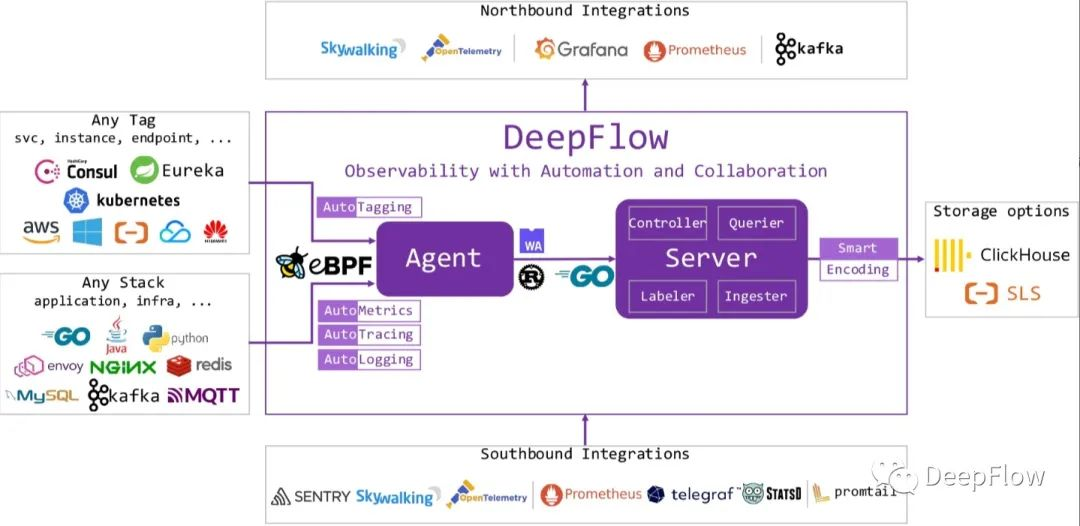 Northbound Integrations
Skywalking OpenTelemetry Grafana Prometheus kafka
Any Tag
svc, instance, endpoint, ...
HashiCorp
Consul Eureka
kubernetes
aws HUAWEI
DeepFlow
Observability with Automation and Collaboration
AutoTagging
eBPF Agent WA R GO
Controller Querier
Server
Labeler Ingester
Smart
Encoding
Storage options
ClickHouse
SLS
Any Stack
application, infra, ...
GO Java python
envoy NGINX redis
MySQL kafka MQTT
AutoMetrics
AutoTracing
AutoLogging
Southbound Integrations
SENTRY Skywalking OpenTelemetry Prometheus telegraf STATSD promtail
DeepFlow